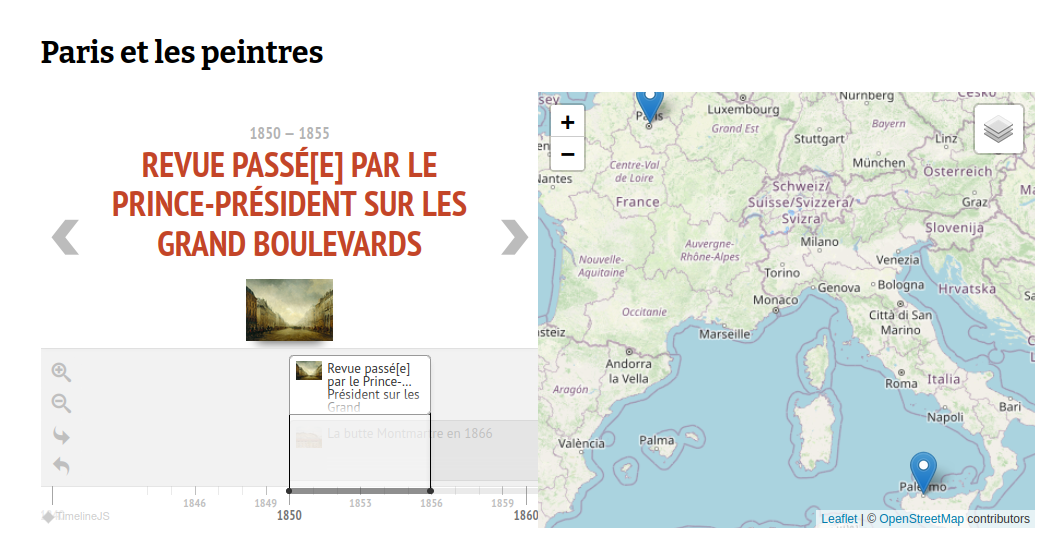 Paris et les peintres
1850 — 1855
REVUE PASSÉ[E] PAR LE
PRINCE-PRÉSIDENT SUR LES
GRAND BOULEVARDS
Revue passé[e]
par le Prince-...
Président sur les
Grand
La butte Montmartre en 1866
1846
1849
1853
1856
1859
1850
1860
TimelineJS
+
−
Paris
Luxembourg
Nürnberg
Česko
Grand Est
Bayern
Stuttgart
Linz
Centre-Val
de Loire
München
Österreich
Nantes
France
Schweiz/
Suisse/Svizzera/
Svizra
Graz
Slovenija
Milano
Venezia
Auvergne-
Rhône-Alpes
Nouvelle-
Aquitaine
Torino
Genova
Bologna
Hrvatska
Monaco
Occitanie
Città di San
Marino
Marseille
Andorra
la Vella
Roma
Italia
Aragón
Napoli
Bari
València
Palma
Palermo
Leaflet | © OpenStreetMap contributors